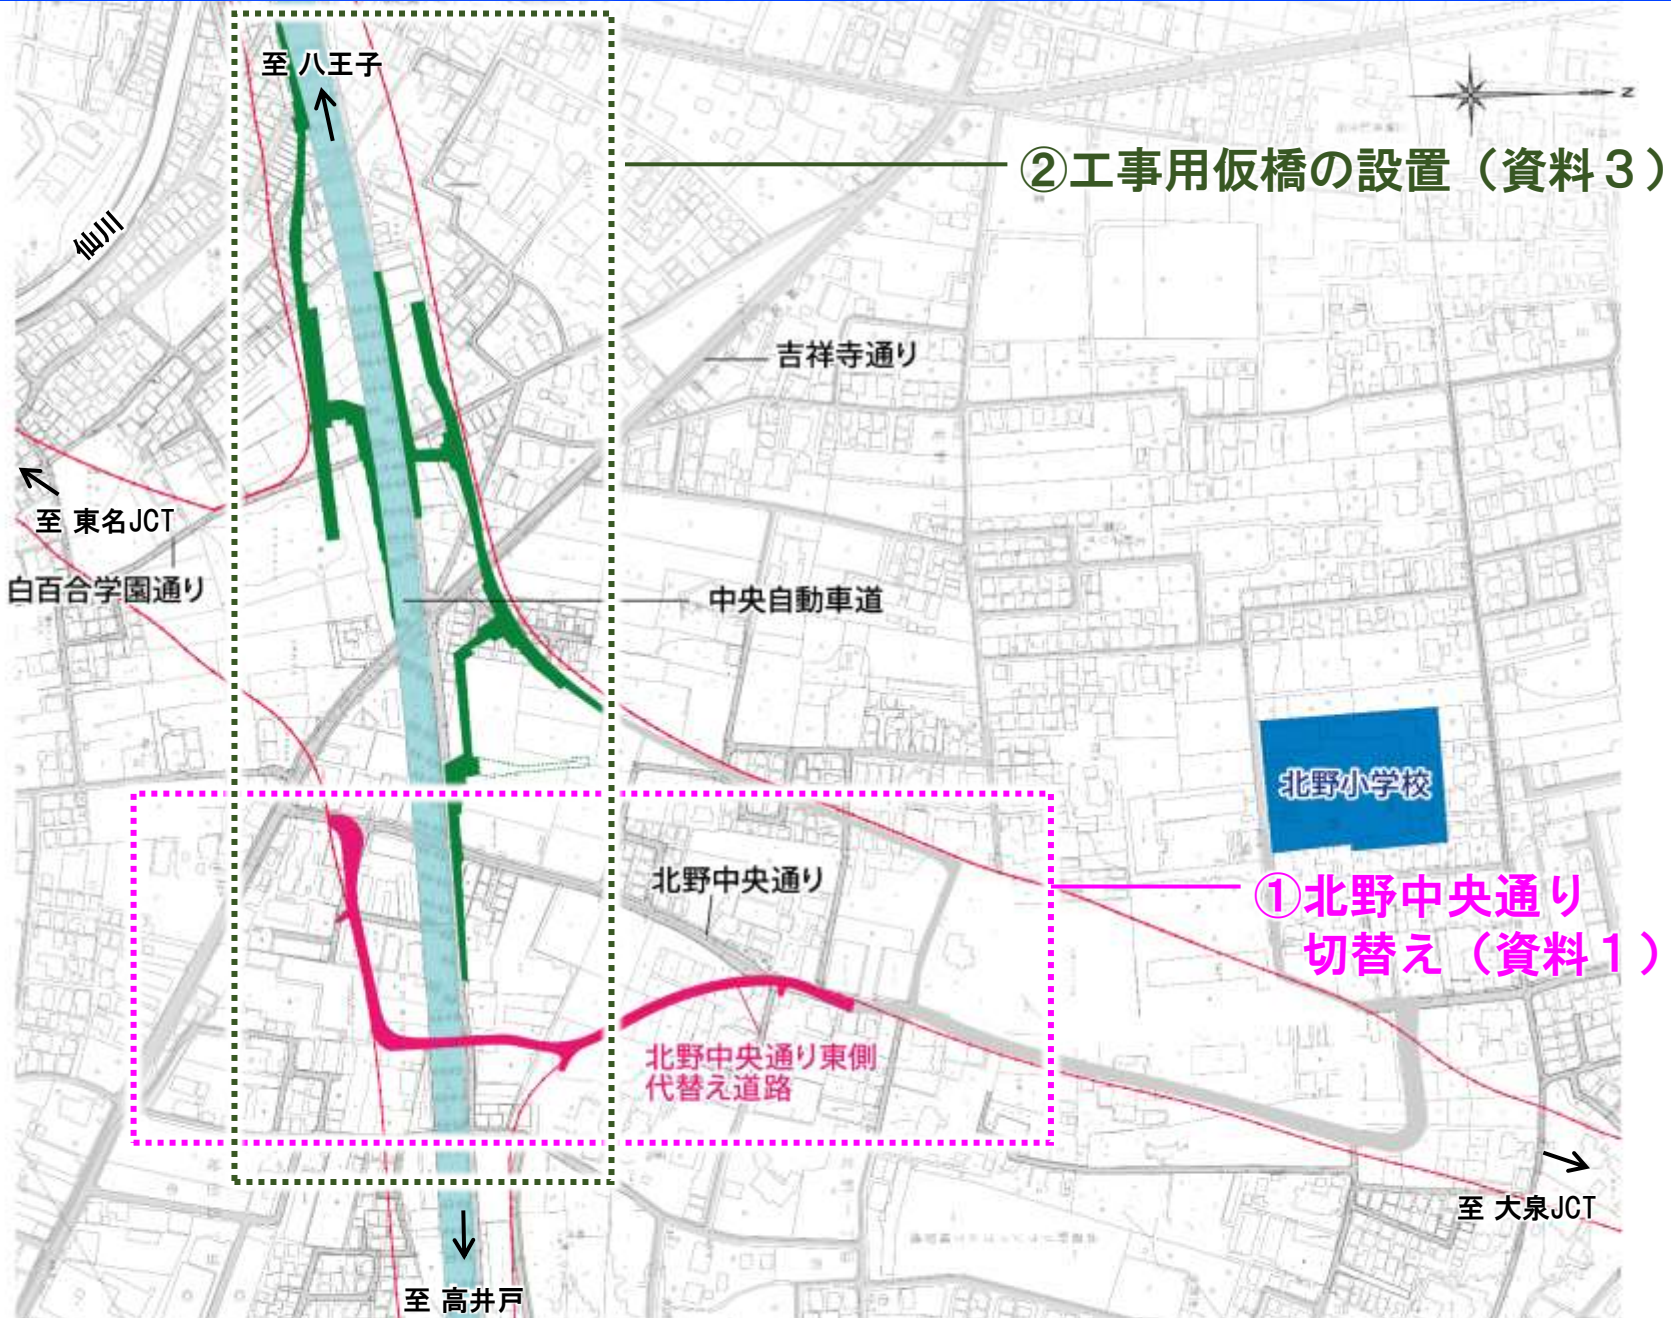 至 八王子
N
②工事用仮橋の設置（資料３）
仙川
吉祥寺通り
至 東名JCT
白百合学園通り
中央自動車道
北野小学校
北野中央通り
①北野中央通り
切替え（資料１）
北野中央通り東側
代替え道路
至 大泉JCT
至 高井戸